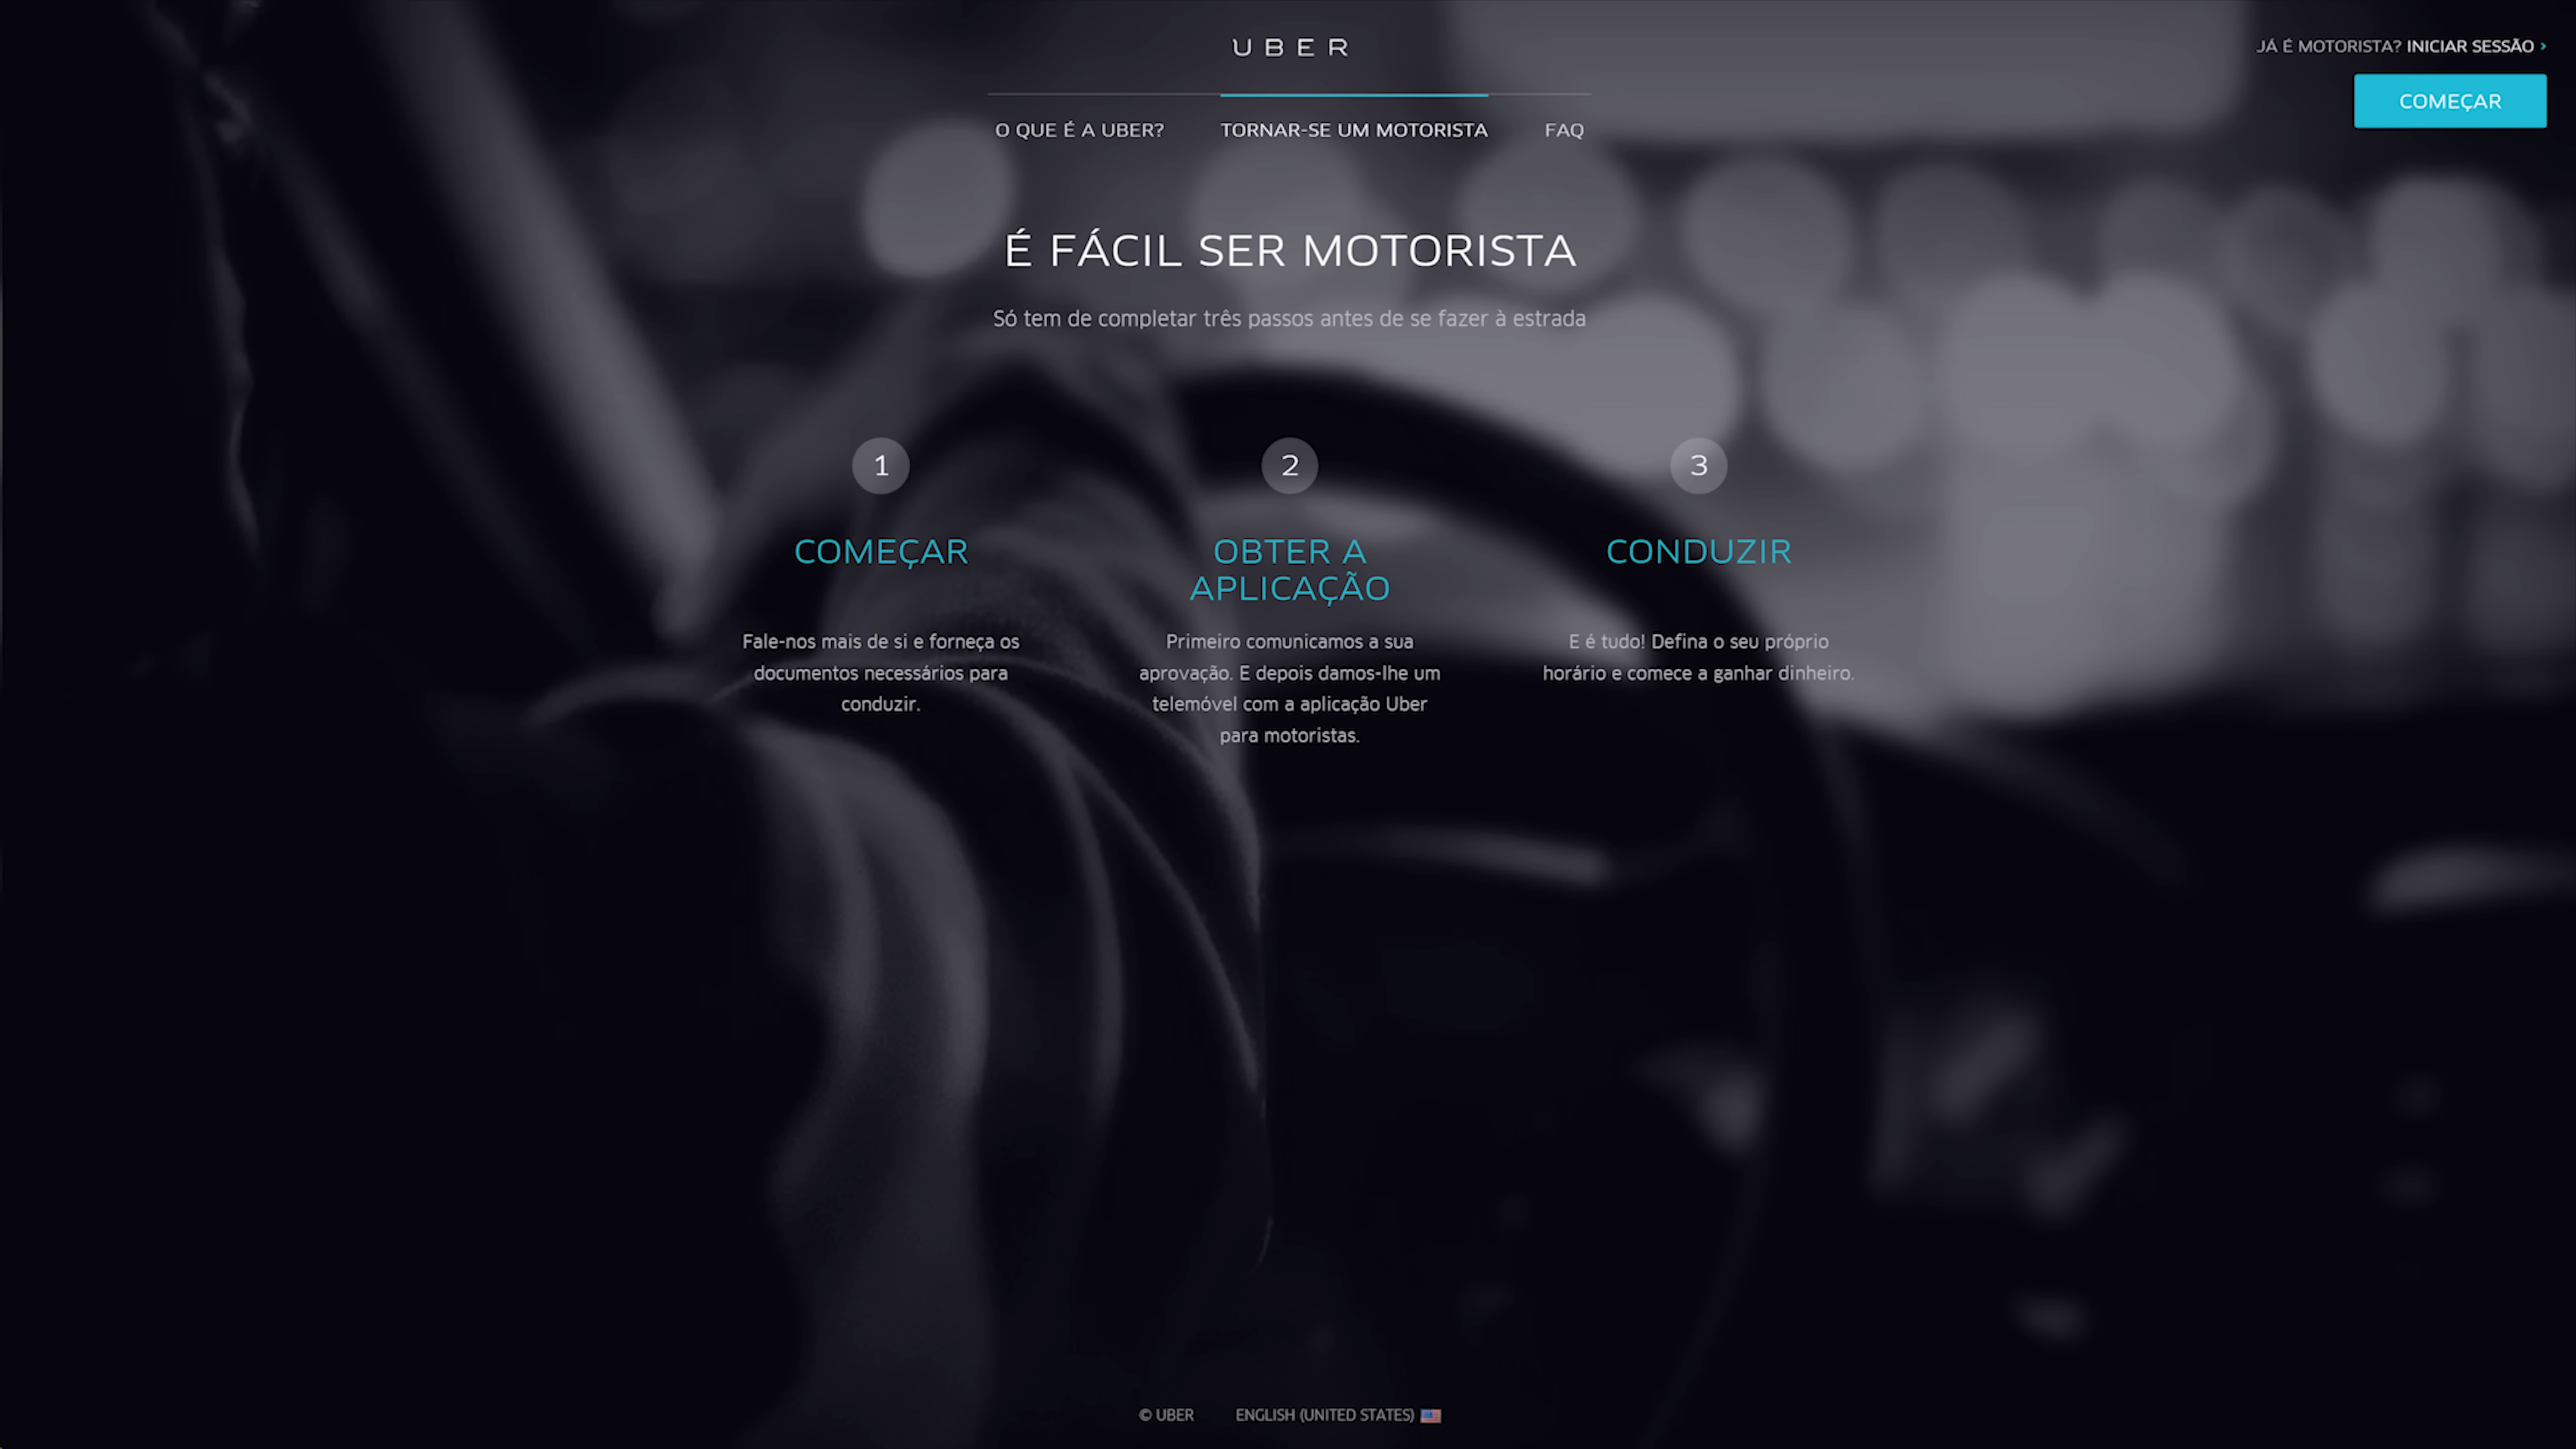 UBER
JÁ É MOTORISTA? INICIAR SESSÃO ›
COMEÇAR
O QUE É A UBER?
TORNAR-SE UM MOTORISTA
FAQ
É FÁCIL SER MOTORISTA
Só tem de completar três passos antes de se fazer à estrada
1
COMEÇAR
Fale-nos mais de si e forneça os
documentos necessários para
conduzir.
2
OBTER A
APLICAÇÃO
Primeiro comunicamos a sua
aprovação. E depois damos-lhe um
telemóvel com a aplicação Uber
para motoristas.
3
CONDUZIR
E é tudo! Defina o seu próprio
horário e comece a ganhar dinheiro.
© UBER
ENGLISH (UNITED STATES)